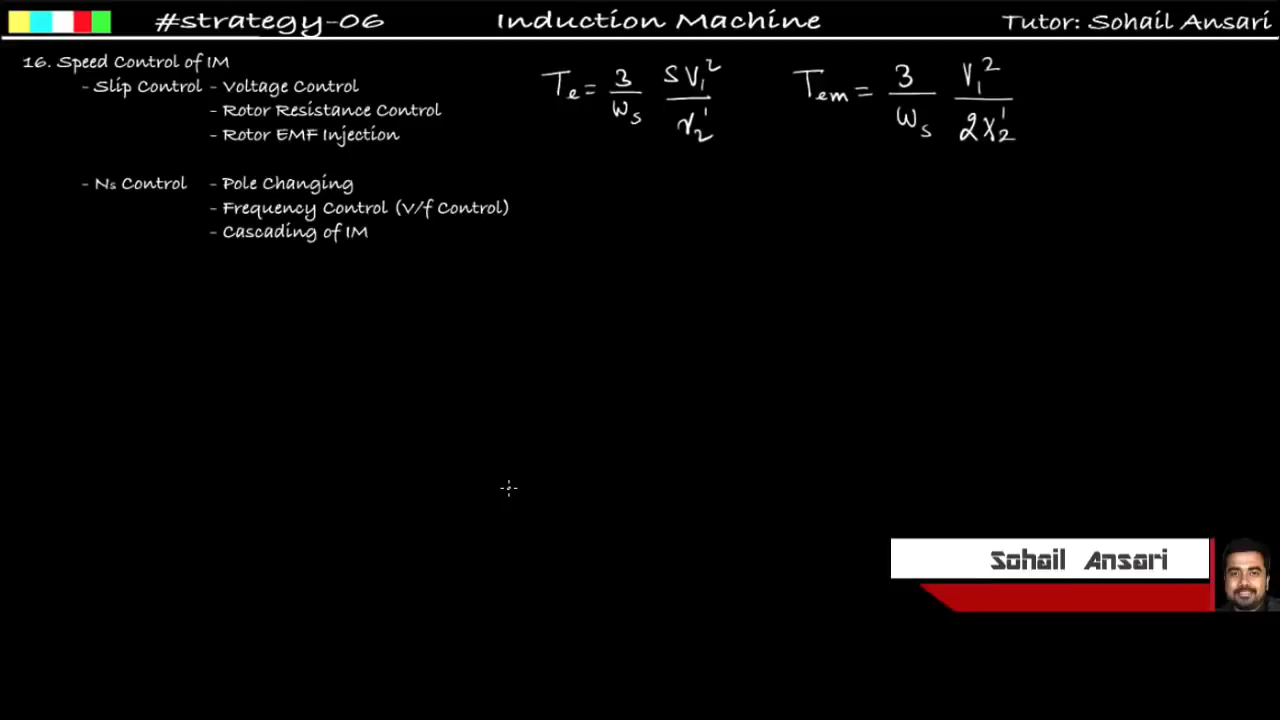 #strategy-06 Induction Machine Tutor: Sohail Ansari
16. Speed Control of IM
- Slip Control - Voltage Control
- Rotor Resistance Control
- Rotor EMF Injection
- Ns Control - Pole Changing
- Frequency Control (V/f Control)
- Cascading of IM
Te = 3/ωs SV1²/r2'
Tem = 3/ωs V1²/2X2'
Sohail Ansari